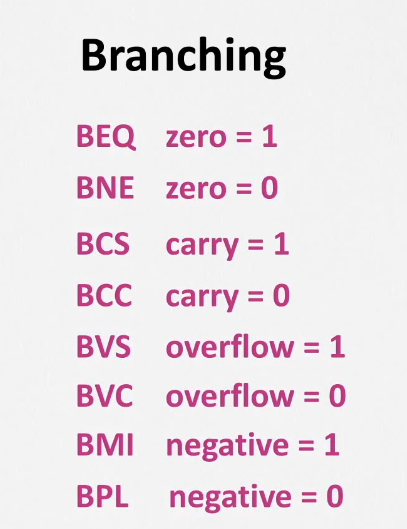 Branching
BEQ zero = 1
BNE zero = 0
BCS carry = 1
BCC carry = 0
BVS overflow = 1
BVC overflow = 0
BMI negative = 1
BPL negative = 0